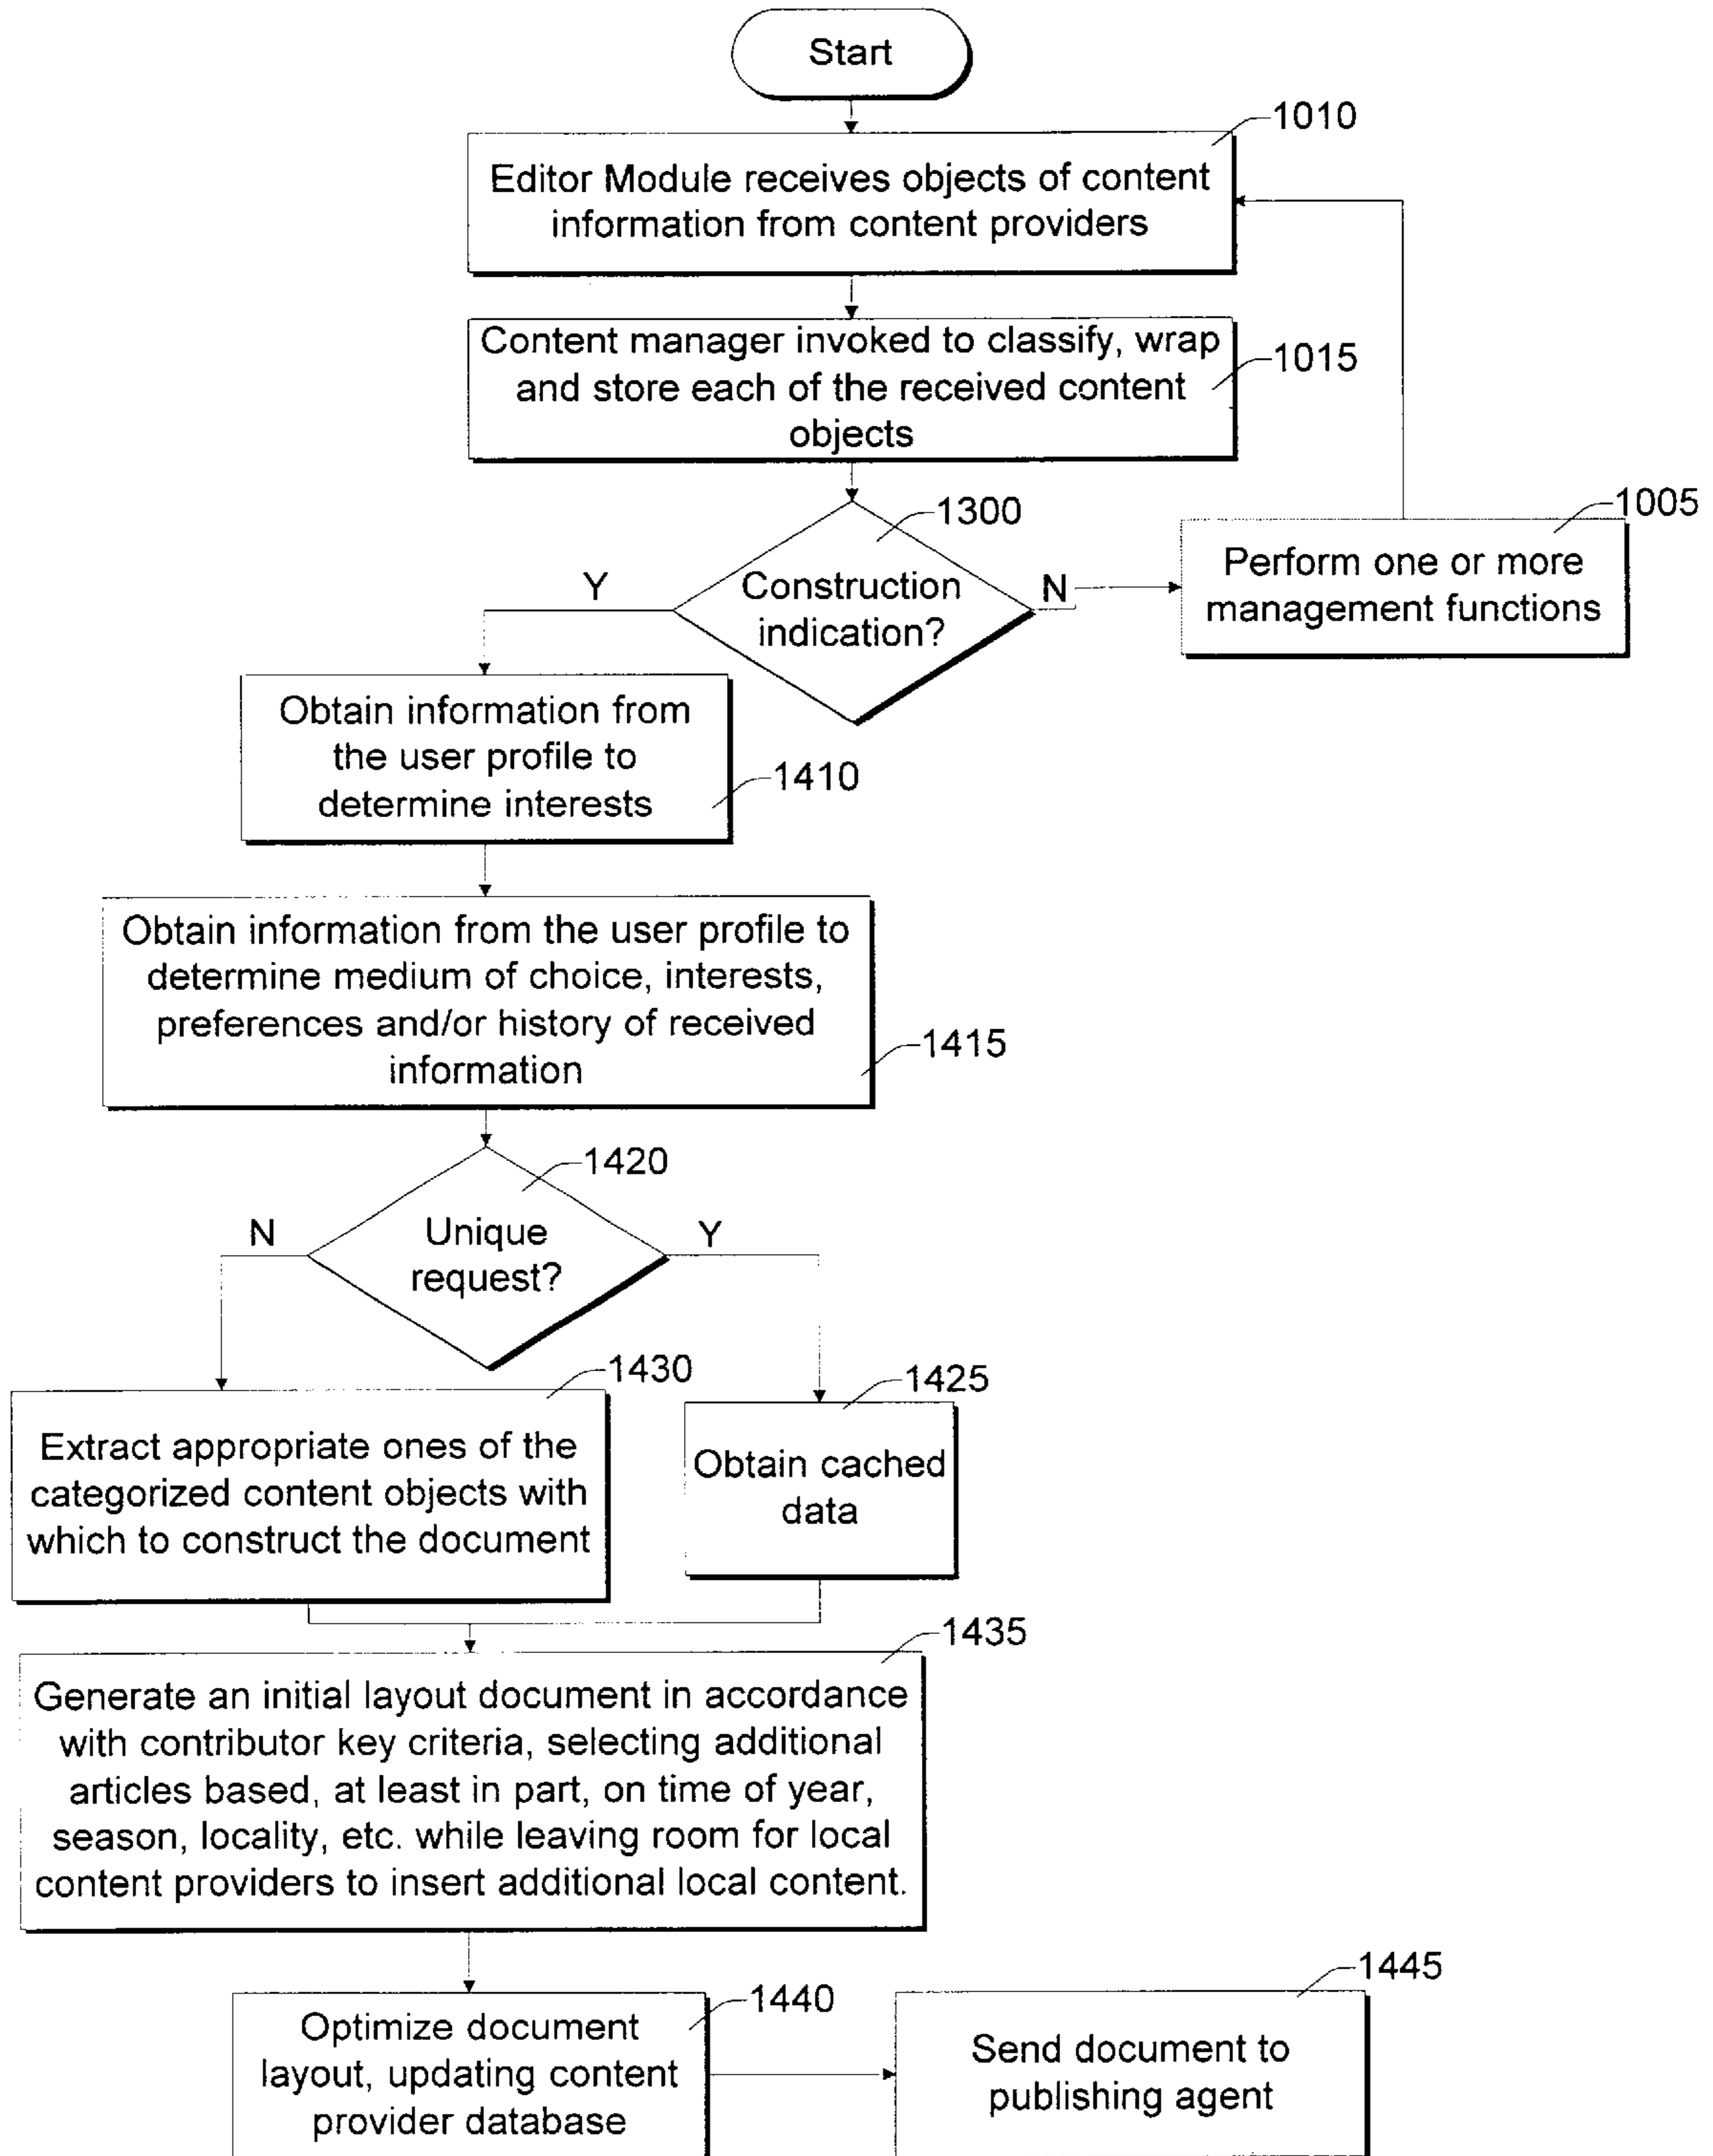 Start
1010
Editor Module receives objects of content
information from content providers
Content manager invoked to classify, wrap
and store each of the received content
objects
1015
1300
Construction
indication?
Y
N
1005
Perform one or more
management functions
Obtain information from
the user profile to
determine interests
1410
Obtain information from the user profile to
determine medium of choice, interests,
preferences and/or history of received
information
1415
1420
Unique
request?
N
Y
1430
Extract appropriate ones of the
categorized content objects with
which to construct the document
1425
Obtain cached
data
1435
Generate an initial layout document in accordance
with contributor key criteria, selecting additional
articles based, at least in part, on time of year,
season, locality, etc. while leaving room for local
content providers to insert additional local content.
1440
Optimize document
layout, updating content
provider database
1445
Send document to
publishing agent